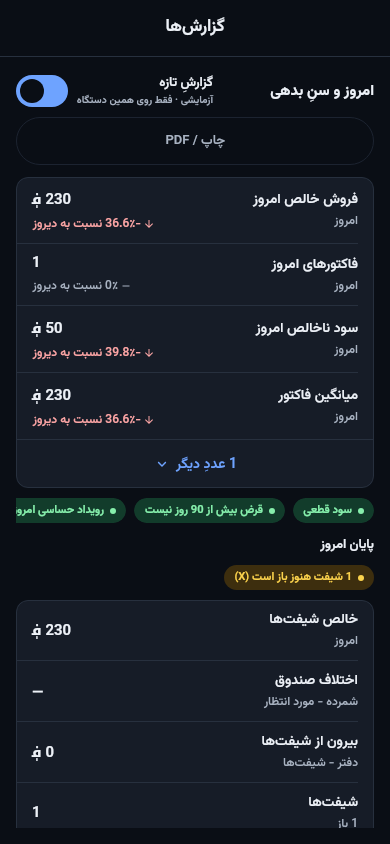 گزارش‌ها
امروز و سنِ بدهی
گزارشِ تازه
آزمایشی · فقط روی همین دستگاه
چاپ / PDF
فروش خالص امروز
230 ؋
امروز
↓ -36.6٪ نسبت به دیروز
فاکتورهای امروز
1
امروز
— 0٪ نسبت به دیروز
سود ناخالص امروز
50 ؋
امروز
↓ -39.8٪ نسبت به دیروز
میانگین فاکتور
230 ؋
امروز
↓ -36.6٪ نسبت به دیروز
1 عددِ دیگر
سود قطعی
قرض بیش از 90 روز نیست
رویداد حساسی امروز
پایان امروز
1 شیفت هنوز باز است (X)
خالص شیفت‌ها
230 ؋
امروز
اختلاف صندوق
—
شمرده - مورد انتظار
بیرون از شیفت‌ها
0 ؋
دفتر - شیفت‌ها
شیفت‌ها
1
1 باز